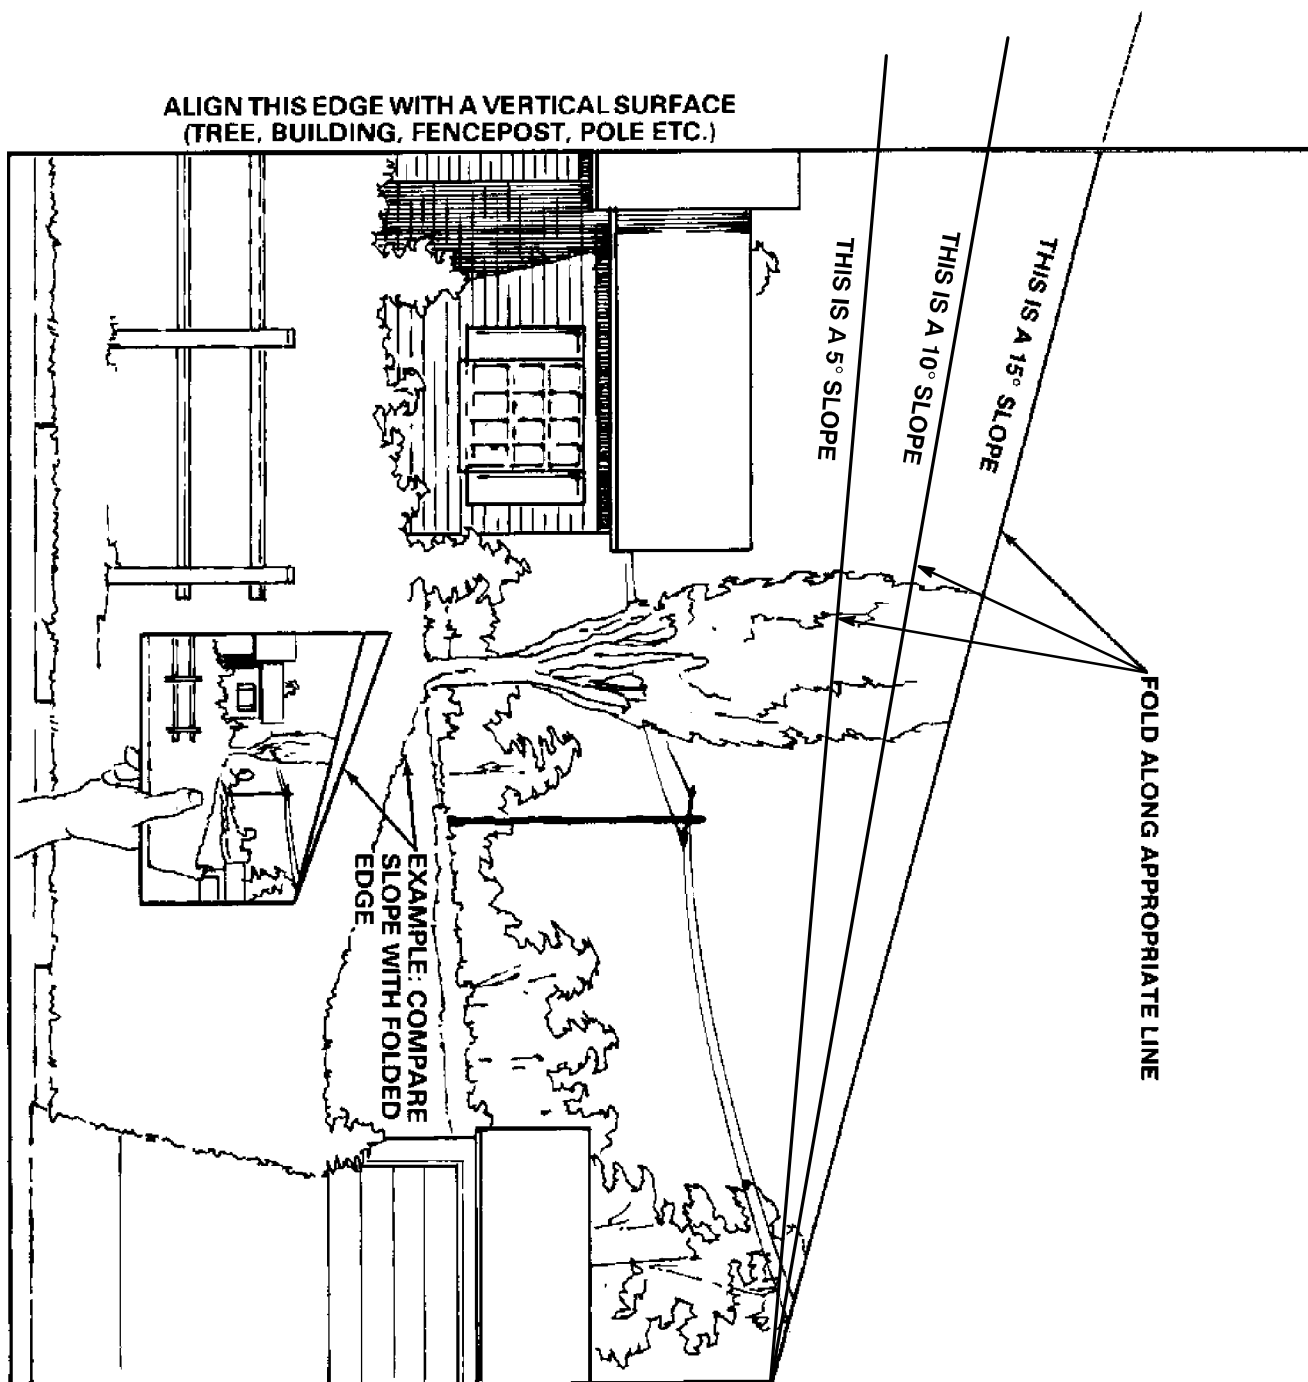 ALIGN THIS EDGE WITH A VERTICAL SURFACE
(TREE, BUILDING, FENCEPOST, POLE ETC.)
THIS IS A 5° SLOPE
THIS IS A 10° SLOPE
THIS IS A 15° SLOPE
FOLD ALONG APPROPRIATE LINE
EXAMPLE: COMPARE
SLOPE WITH FOLDED
EDGE